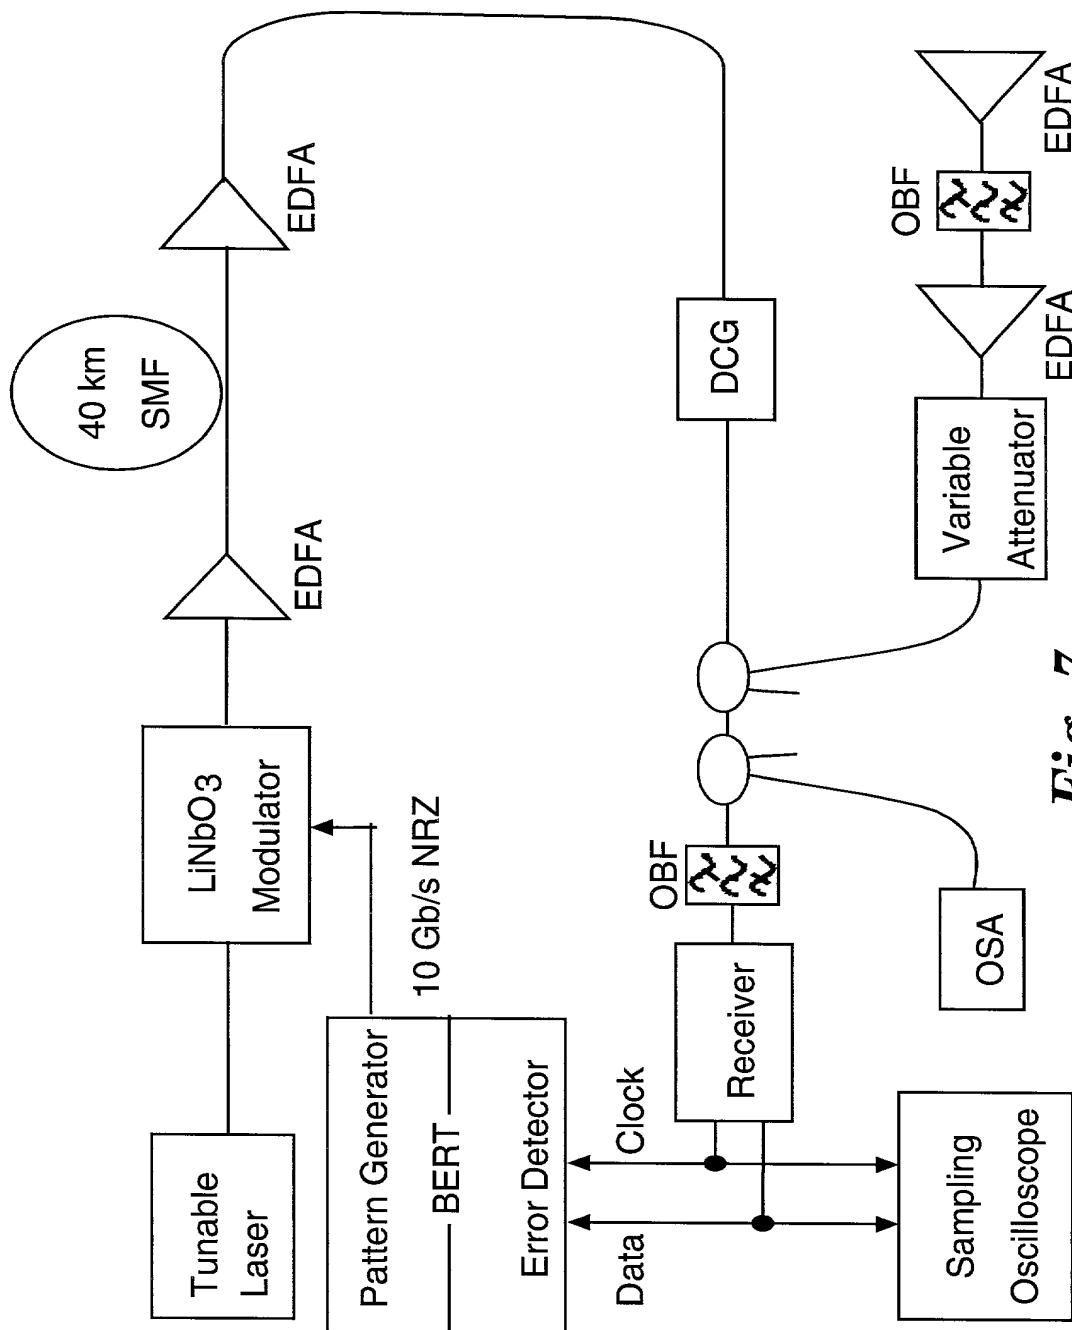 Tunable
Laser
LiNbO3
Modulator
EDFA
40 km
SMF
EDFA
Pattern Generator
10 Gb/s NRZ
BERT
Error Detector
Clock
Data
Receiver
OBF
DCG
Sampling
Oscilloscope
OSA
Variable
Attenuator
EDFA
OBF
EDFA
Fig. 7